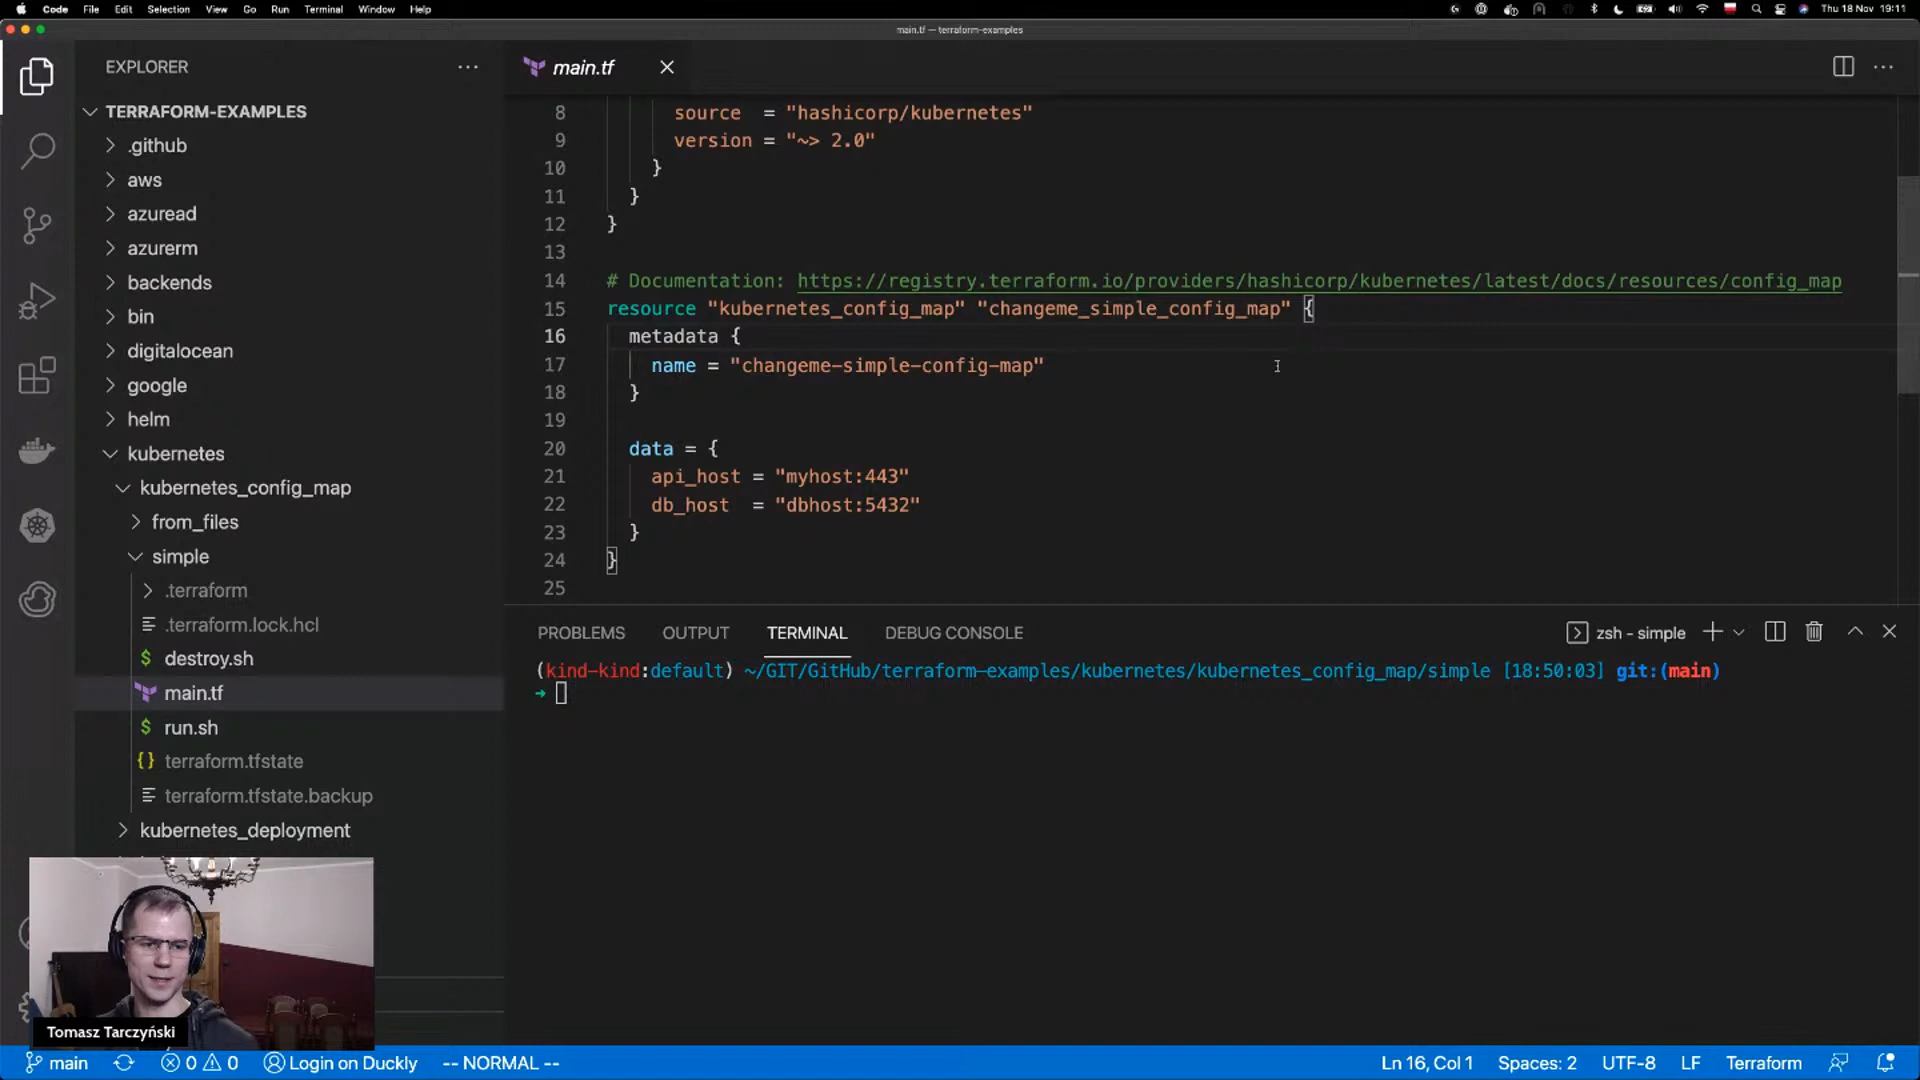 Code File Edit Selection View Go Run Terminal Window Help
Thu 18 Nov 19:11
main.tf — terraform-examples
EXPLORER
TERRAFORM-EXAMPLES
.github
aws
azuread
azurerm
backends
bin
digitalocean
google
helm
kubernetes
kubernetes_config_map
from_files
simple
.terraform
.terraform.lock.hcl
$ destroy.sh
main.tf
$ run.sh
{} terraform.tfstate
terraform.tfstate.backup
kubernetes_deployment
main.tf
8 source = "hashicorp/kubernetes"
9 version = "~> 2.0"
10 }
11 }
12 }
13
14 # Documentation: https://registry.terraform.io/providers/hashicorp/kubernetes/latest/docs/resources/config_map
15 resource "kubernetes_config_map" "changeme_simple_config_map" {
16 metadata {
17 name = "changeme-simple-config-map"
18 }
19
20 data = {
21 api_host = "myhost:443"
22 db_host = "dbhost:5432"
23 }
24 }
25
PROBLEMS OUTPUT TERMINAL DEBUG CONSOLE
zsh - simple
(kind-kind:default) ~/GIT/GitHub/terraform-examples/kubernetes/kubernetes_config_map/simple [18:50:03] git:(main)
→
Tomasz Tarczyński
main 0 0 Login on Duckly -- NORMAL --
Ln 16, Col 1 Spaces: 2 UTF-8 LF Terraform